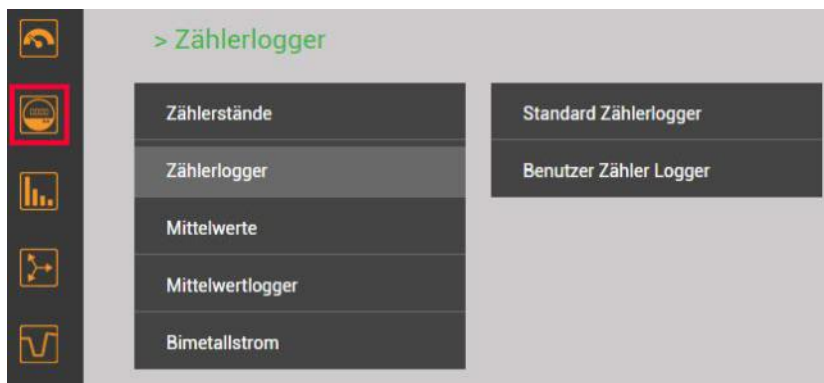 > Zählerlogger
Zählerstände
Zählerlogger
Mittelwerte
Mittelwertlogger
Bimetallstrom
Standard Zählerlogger
Benutzer Zähler Logger